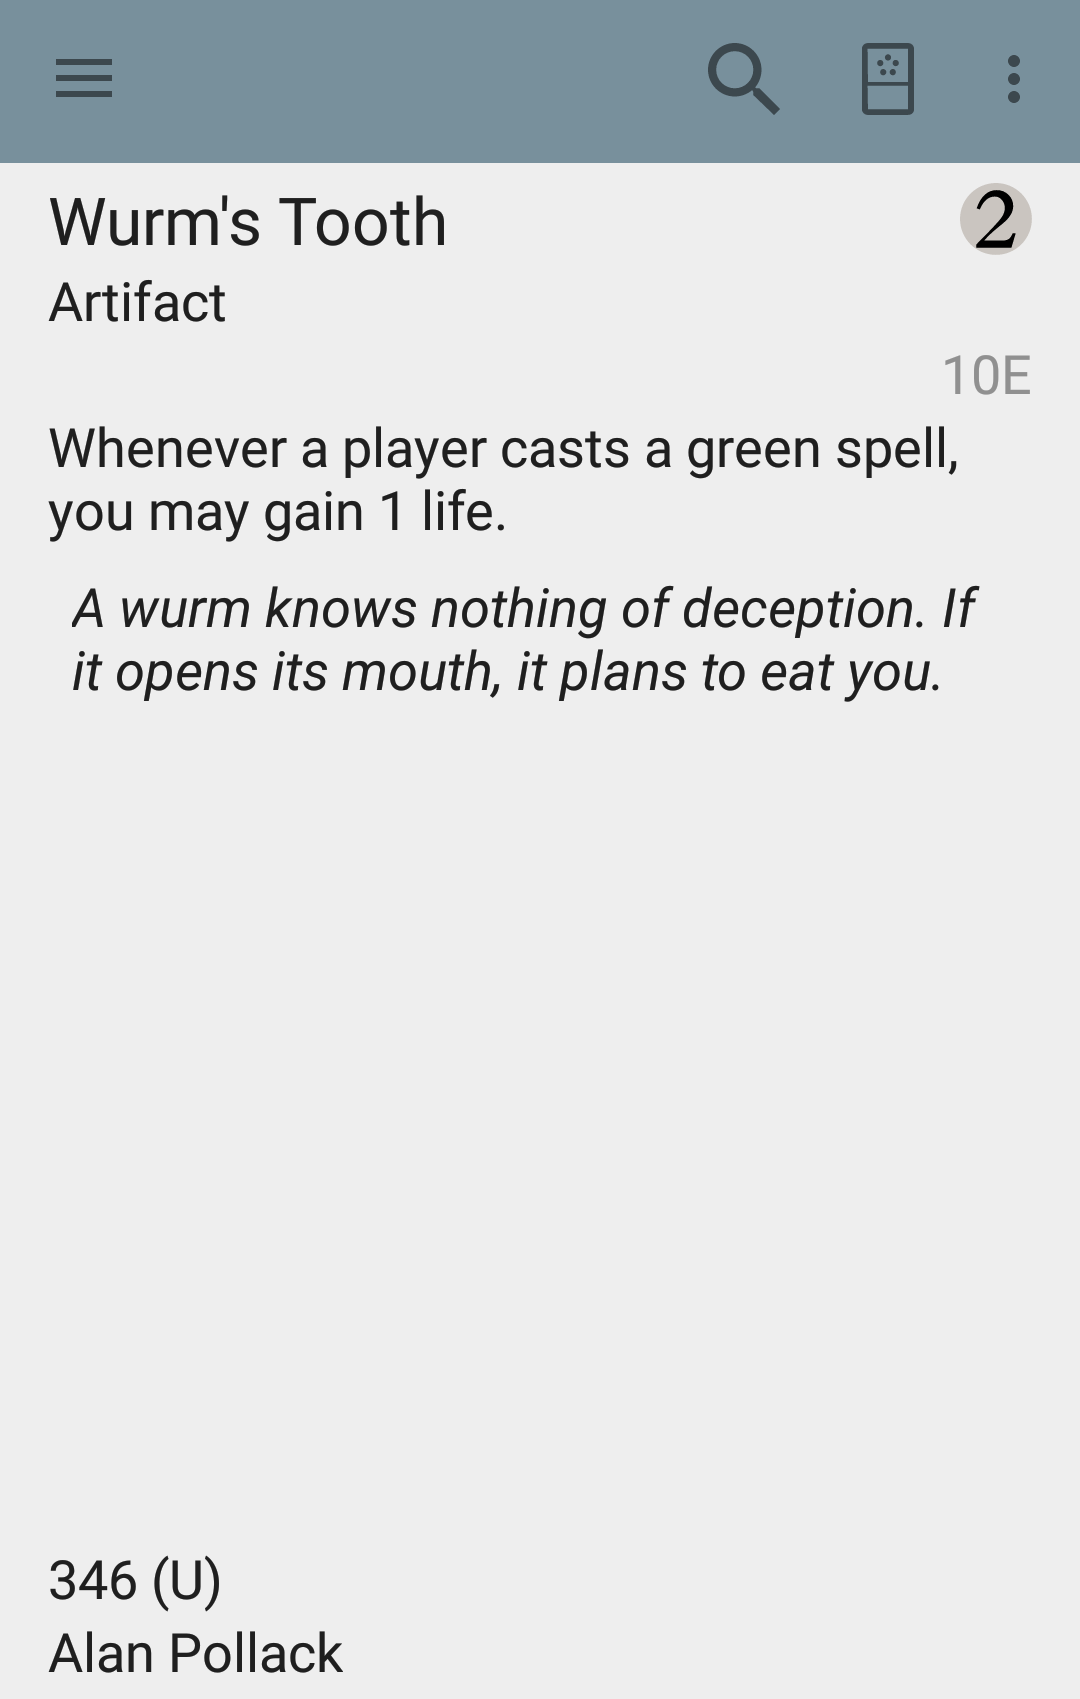 Wurm's Tooth
2
Artifact
10E
Whenever a player casts a green spell,
you may gain 1 life.
A wurm knows nothing of deception. If
it opens its mouth, it plans to eat you.
346 (U)
Alan Pollack